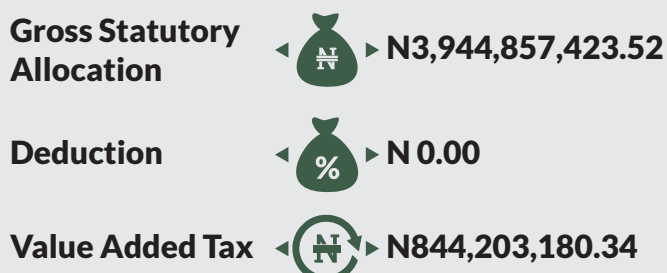 Gross Statutory
Allocation
₦
N3,944,857,423.52
Deduction
%
N 0.00
Value Added Tax
₦
N844,203,180.34